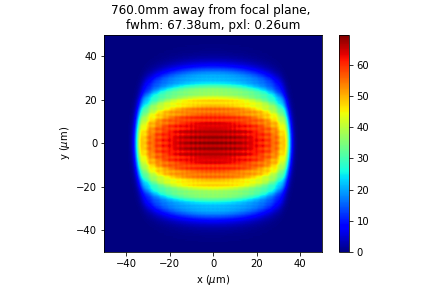 760.0mm away from focal plane,
fwhm: 67.38um, pxl: 0.26um
40
20
0
−20
−40
y (μm)
−40 −20 0 20 40
x (μm)
60
50
40
30
20
10
0